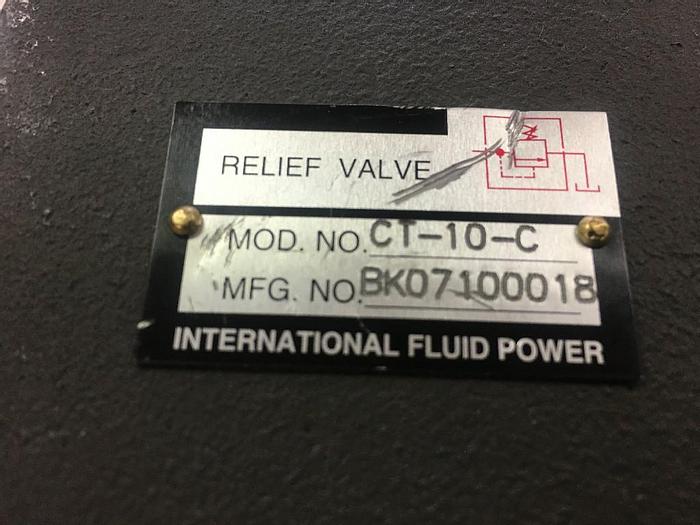 RELIEF VALVE
MOD. NO. CT-10-C
MFG. NO. BK07100018
INTERNATIONAL FLUID POWER